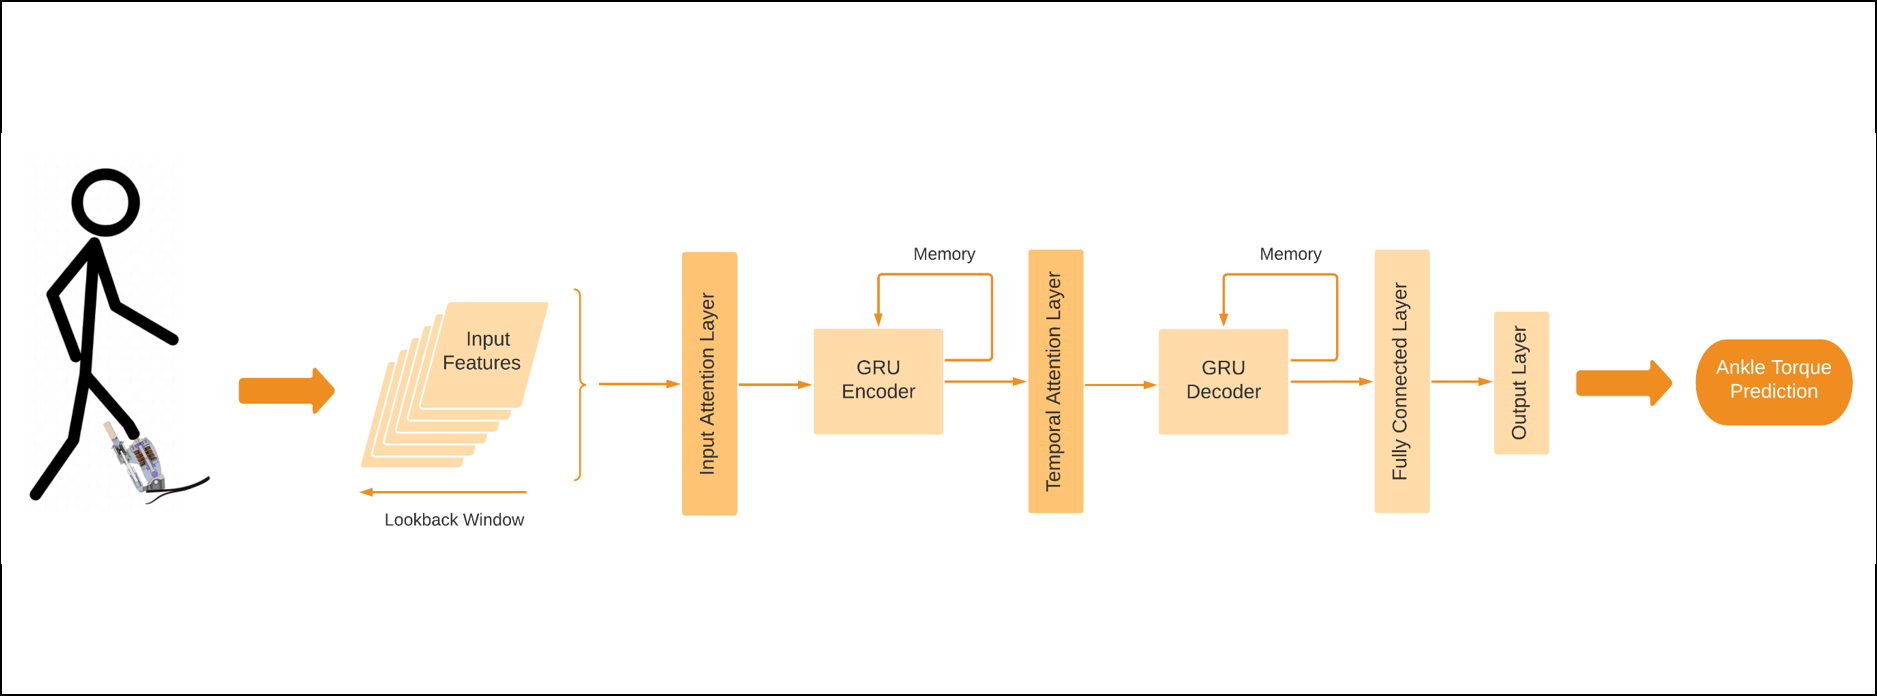 Input
Features
Lookback Window
Input Attention Layer
Memory
GRU
Encoder
Temporal Attention Layer
Memory
GRU
Decoder
Fully Connected Layer
Output Layer
Ankle Torque
Prediction